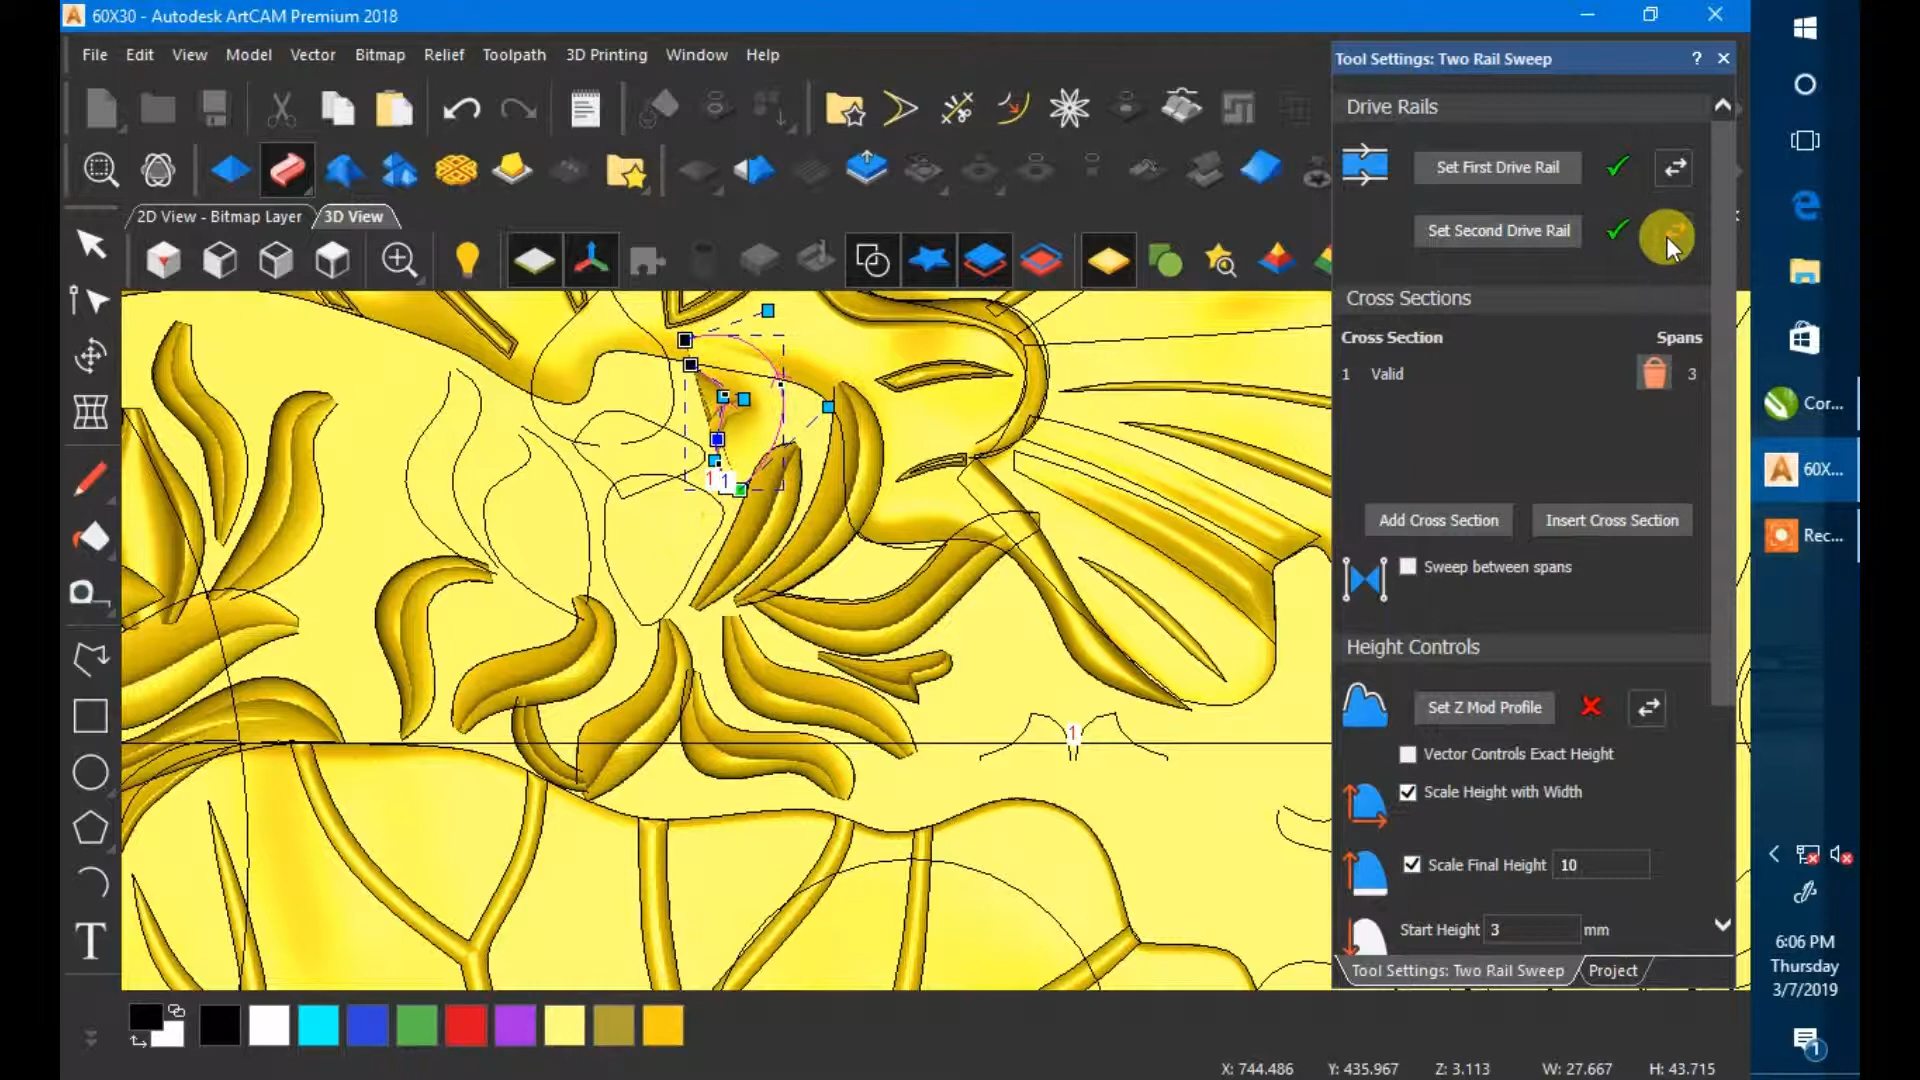 60X30 - Autodesk ArtCAM Premium 2018
File Edit View Model Vector Bitmap Relief Toolpath 3D Printing Window Help
2D View - Bitmap Layer
3D View
1 1
1
Tool Settings: Two Rail Sweep
? ×
Drive Rails
Set First Drive Rail
Set Second Drive Rail
Cross Sections
Cross Section Spans
1 Valid 3
Add Cross Section Insert Cross Section
Sweep between spans
Height Controls
Set Z Mod Profile
Vector Controls Exact Height
Scale Height with Width
Scale Final Height 10
Start Height 3 mm
Tool Settings: Two Rail Sweep Project
X: 744.486 Y: 435.967 Z: 3.113 W: 27.667 H: 43.715
Cor...
60X...
Rec...
6:06 PM
Thursday
3/7/2019
1